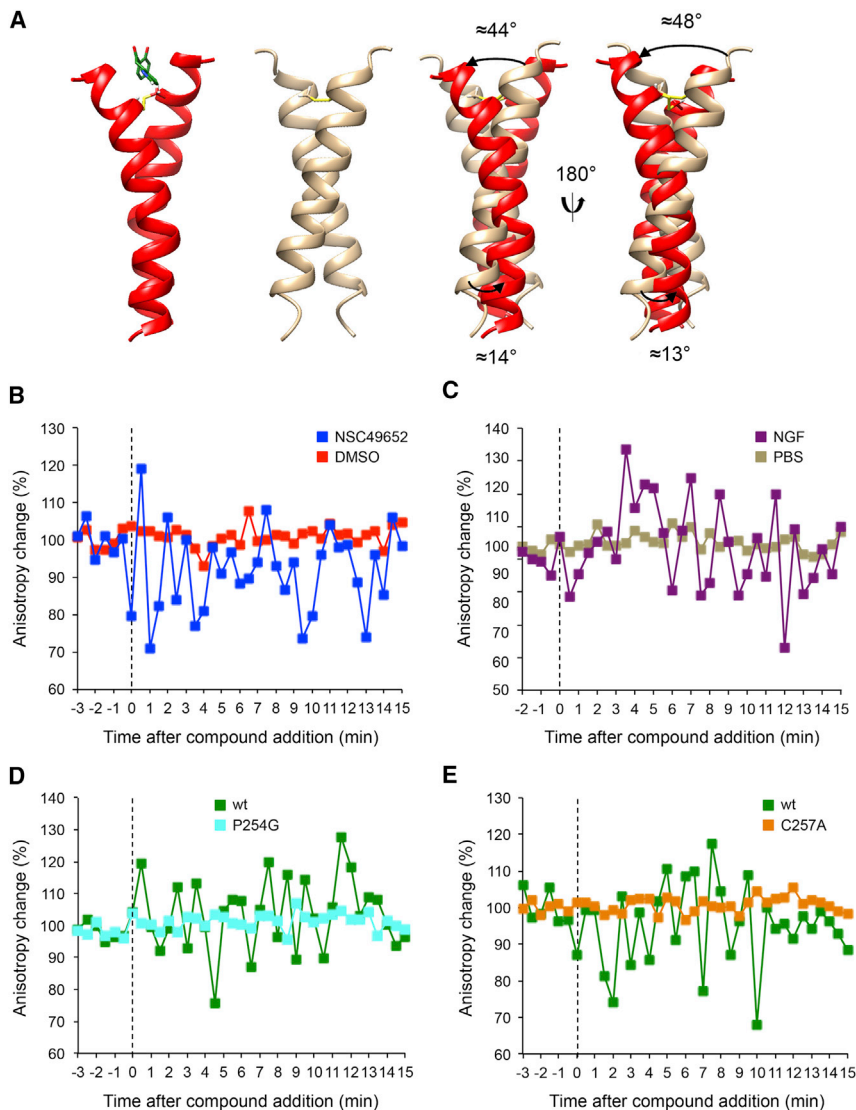 A
≈44°
≈48°
180°
≈14°
≈13°
B
NSC49652
DMSO
Anisotropy change (%)
130
120
110
100
90
80
70
60
-3 -2 -1 0 1 2 3 4 5 6 7 8 9 10 11 12 13 14 15
Time after compound addition (min)
C
NGF
PBS
Anisotropy change (%)
140
130
120
110
100
90
80
70
60
50
-2 -1 0 1 2 3 4 5 6 7 8 9 10 11 12 13 14 15
Time after compound addition (min)
D
wt
P254G
Anisotropy change (%)
140
130
120
110
100
90
80
70
60
-3 -2 -1 0 1 2 3 4 5 6 7 8 9 10 11 12 13 14 15
Time after compound addition (min)
E
wt
C257A
Anisotropy change (%)
130
120
110
100
90
80
70
60
-3 -2 -1 0 1 2 3 4 5 6 7 8 9 10 11 12 13 14 15
Time after compound addition (min)